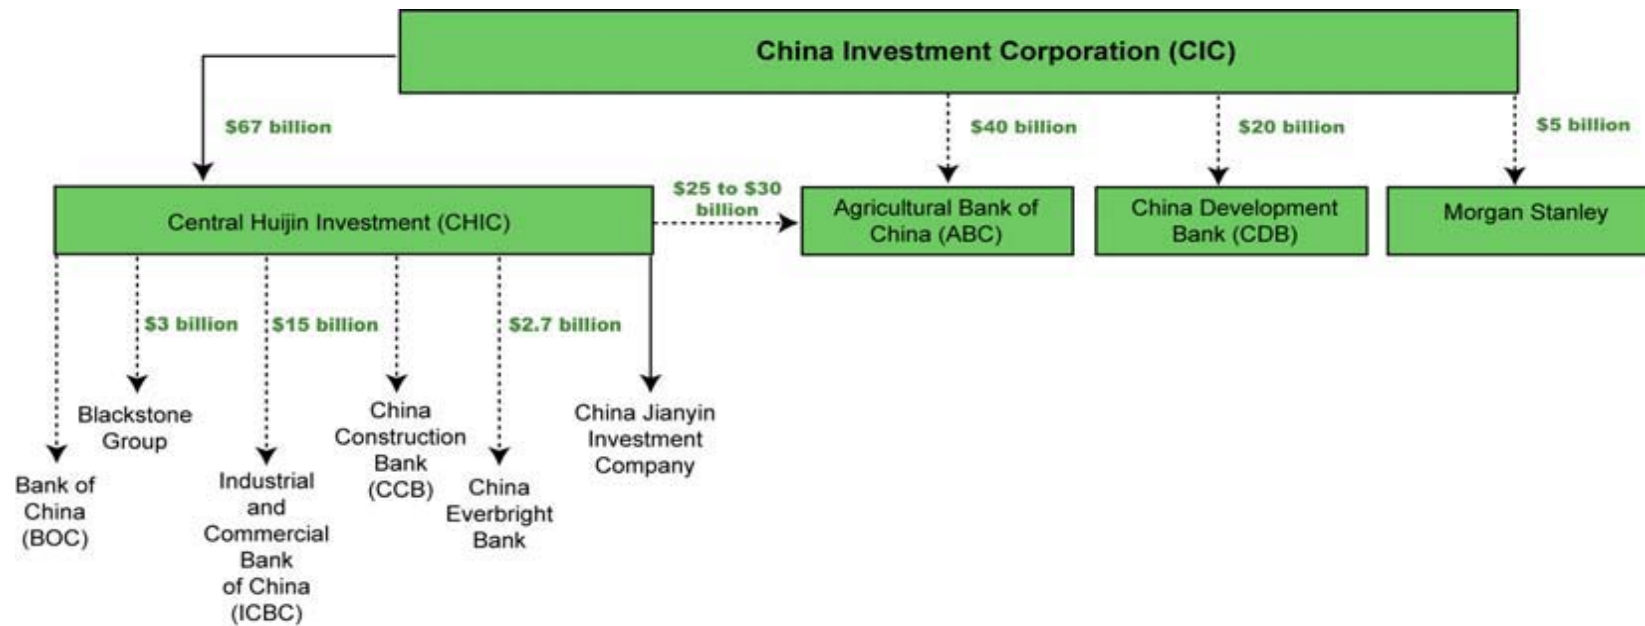 China Investment Corporation (CIC)
$67 billion
$40 billion
$20 billion
$5 billion
Central Huijin Investment (CHIC)
$25 to $30
billion
Agricultural Bank of
China (ABC)
China Development
Bank (CDB)
Morgan Stanley
$3 billion
$15 billion
$2.7 billion
Bank of
China
(BOC)
Blackstone
Group
Industrial
and
Commercial
Bank
of China
(ICBC)
China
Construction
Bank
(CCB)
China
Everbright
Bank
China Jianyin
Investment
Company